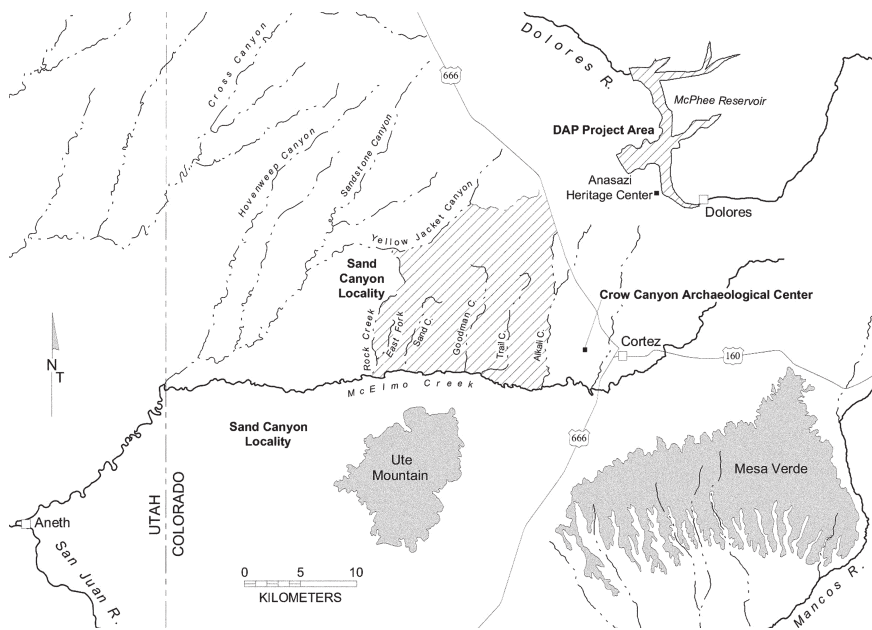 Cross Canyon
666
Dolores R.
McPhee Reservoir
DAP Project Area
Hovenweep Canyon
Sandstone Canyon
Anasazi
Heritage Center
Dolores
Yellow Jacket Canyon
Sand
Canyon
Locality
Crow Canyon Archaeological Center
Rock Creek
East Fork
Sand C.
Goodman C.
Trail C.
Alkali C.
Cortez
160
N
T
McElmo Creek
Sand Canyon
Locality
666
Ute
Mountain
Mesa Verde
Aneth
UTAH
COLORADO
San Juan R.
0 5 10
KILOMETERS
Mancos R.